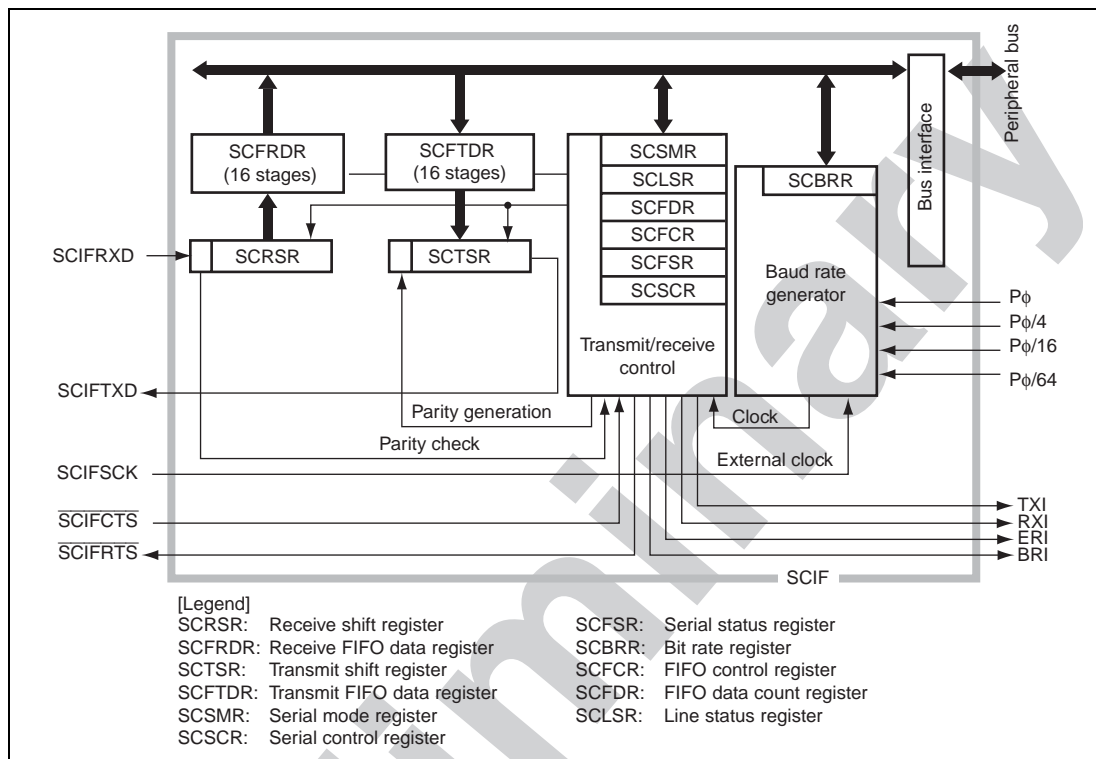 Peripheral bus
Bus interface
SCFRDR
(16 stages)
SCFTDR
(16 stages)
SCSMR
SCLSR
SCFDR
SCFCR
SCFSR
SCSCR
Transmit/receive
control
SCBRR
Baud rate
generator
SCIFRXD
SCRSR
SCTSR
Pϕ
Pϕ/4
Pϕ/16
Pϕ/64
SCIFTXD
Parity generation
Clock
Parity check
External clock
SCIFSCK
SCIFCTS
SCIFRTS
TXI
RXI
ERI
BRI
SCIF
[Legend]
SCRSR: Receive shift register
SCFRDR: Receive FIFO data register
SCTSR: Transmit shift register
SCFTDR: Transmit FIFO data register
SCSMR: Serial mode register
SCSCR: Serial control register
SCFSR: Serial status register
SCBRR: Bit rate register
SCFCR: FIFO control register
SCFDR: FIFO data count register
SCLSR: Line status register